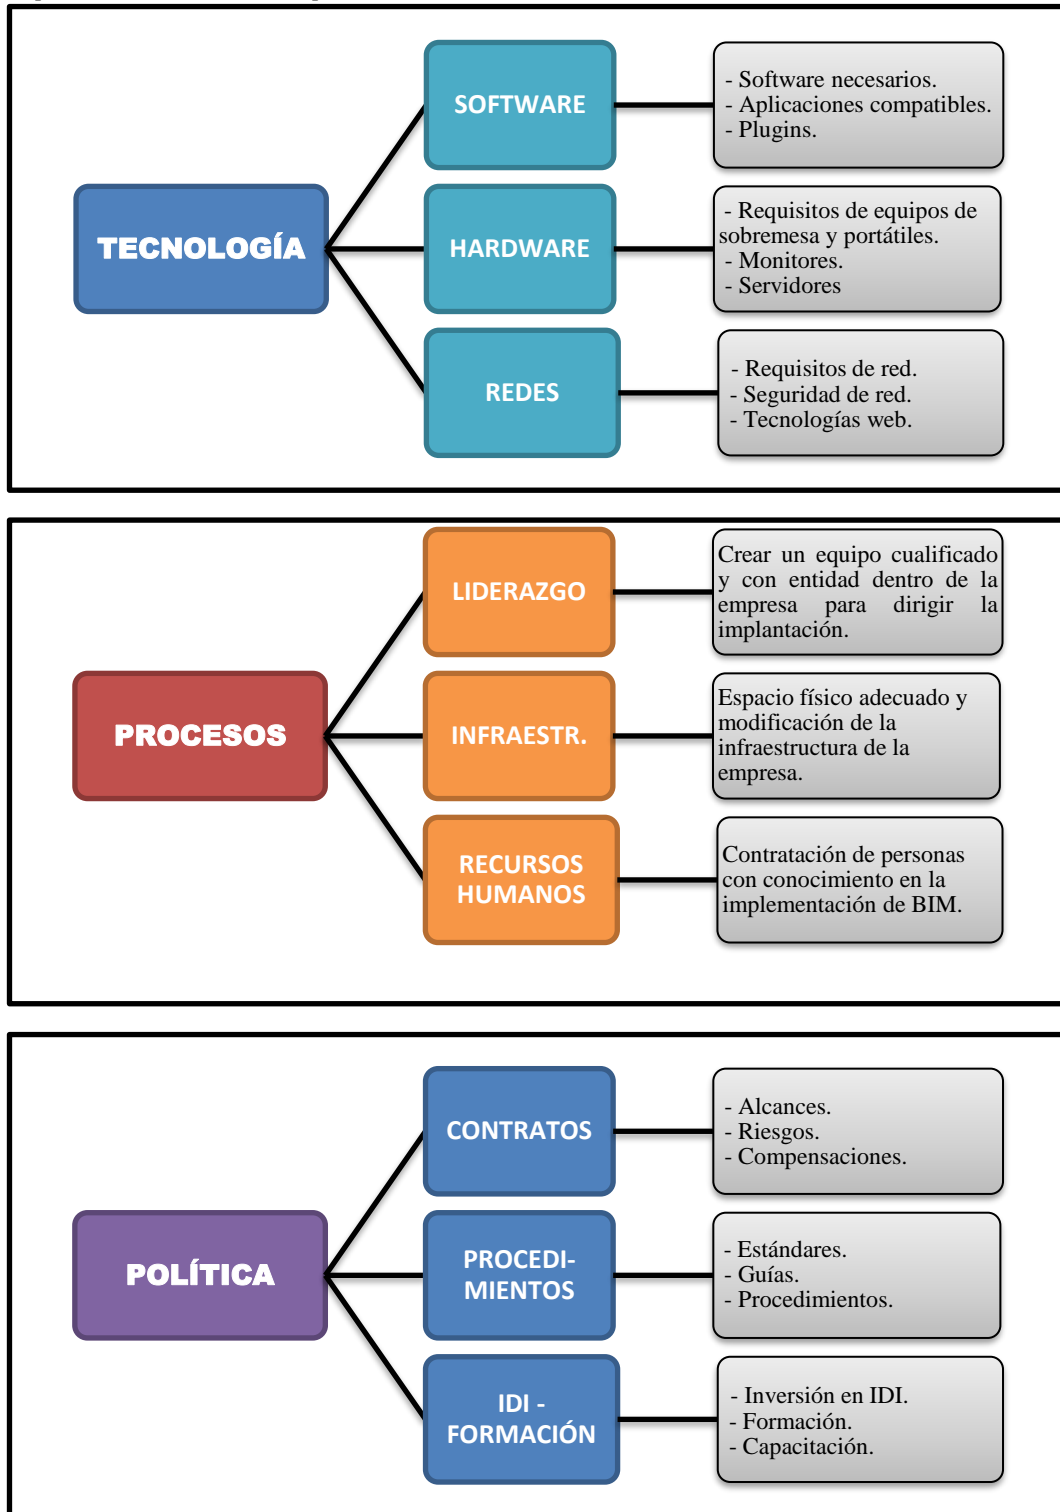 TECNOLOGÍA
SOFTWARE
- Software necesarios.
- Aplicaciones compatibles.
- Plugins.
HARDWARE
- Requisitos de equipos de
sobremesa y portátiles.
- Monitores.
- Servidores
REDES
- Requisitos de red.
- Seguridad de red.
- Tecnologías web.
PROCESOS
LIDERAZGO
Crear un equipo cualificado
y con entidad dentro de la
empresa para dirigir la
implantación.
INFRAESTR.
Espacio físico adecuado y
modificación de la
infraestructura de la
empresa.
RECURSOS
HUMANOS
Contratación de personas
con conocimiento en la
implementación de BIM.
POLÍTICA
CONTRATOS
- Alcances.
- Riesgos.
- Compensaciones.
PROCEDI-
MIENTOS
- Estándares.
- Guías.
- Procedimientos.
IDI -
FORMACIÓN
- Inversión en IDI.
- Formación.
- Capacitación.